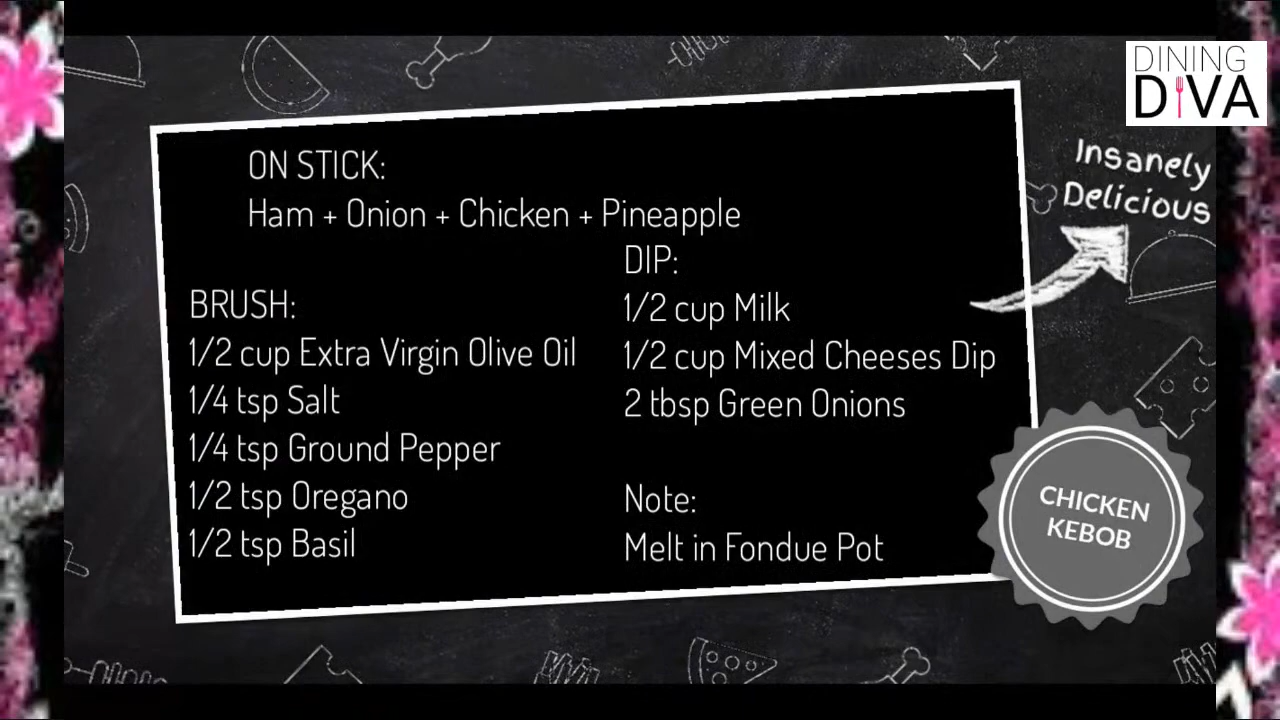 DINING
DIVA
Insanely
Delicious
ON STICK:
Ham + Onion + Chicken + Pineapple
BRUSH:
1/2 cup Extra Virgin Olive Oil
1/4 tsp Salt
1/4 tsp Ground Pepper
1/2 tsp Oregano
1/2 tsp Basil
DIP:
1/2 cup Milk
1/2 cup Mixed Cheeses Dip
2 tbsp Green Onions
Note:
Melt in Fondue Pot
CHICKEN
KEBOB